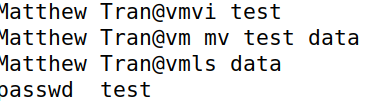 Matthew Tran@vmvi test
Matthew Tran@vm mv test data
Matthew Tran@vmls data
passwd  test